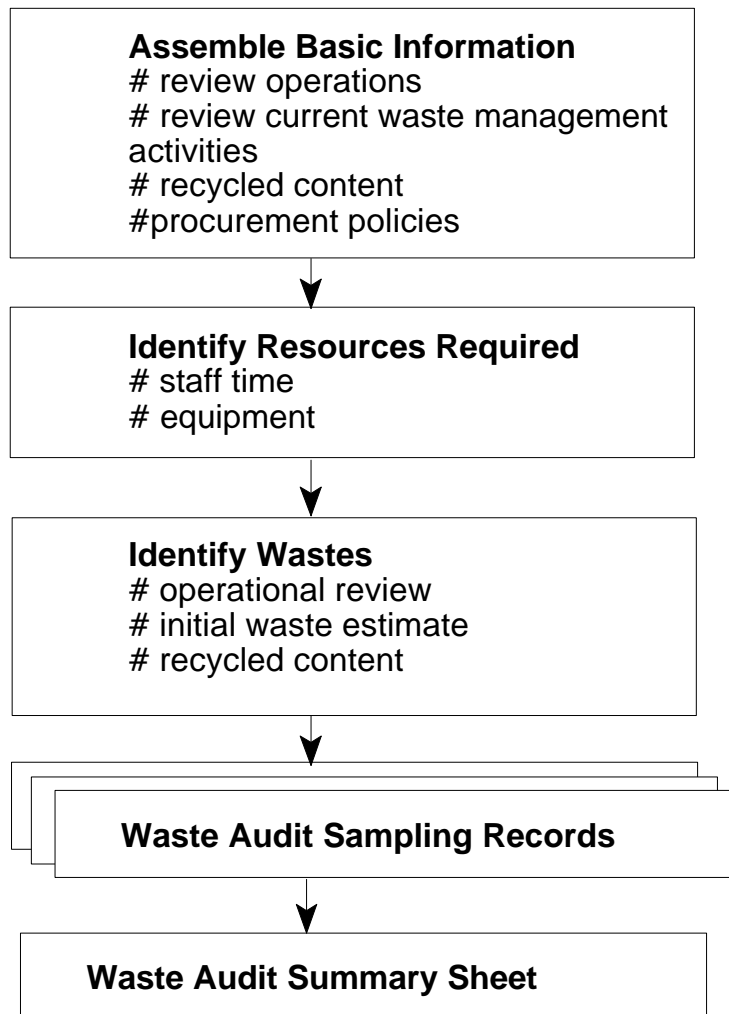 Assemble Basic Information
# review operations
# review current waste management
activities
# recycled content
#procurement policies
Identify Resources Required
# staff time
# equipment
Identify Wastes
# operational review
# initial waste estimate
# recycled content
Waste Audit Sampling Records
Waste Audit Summary Sheet